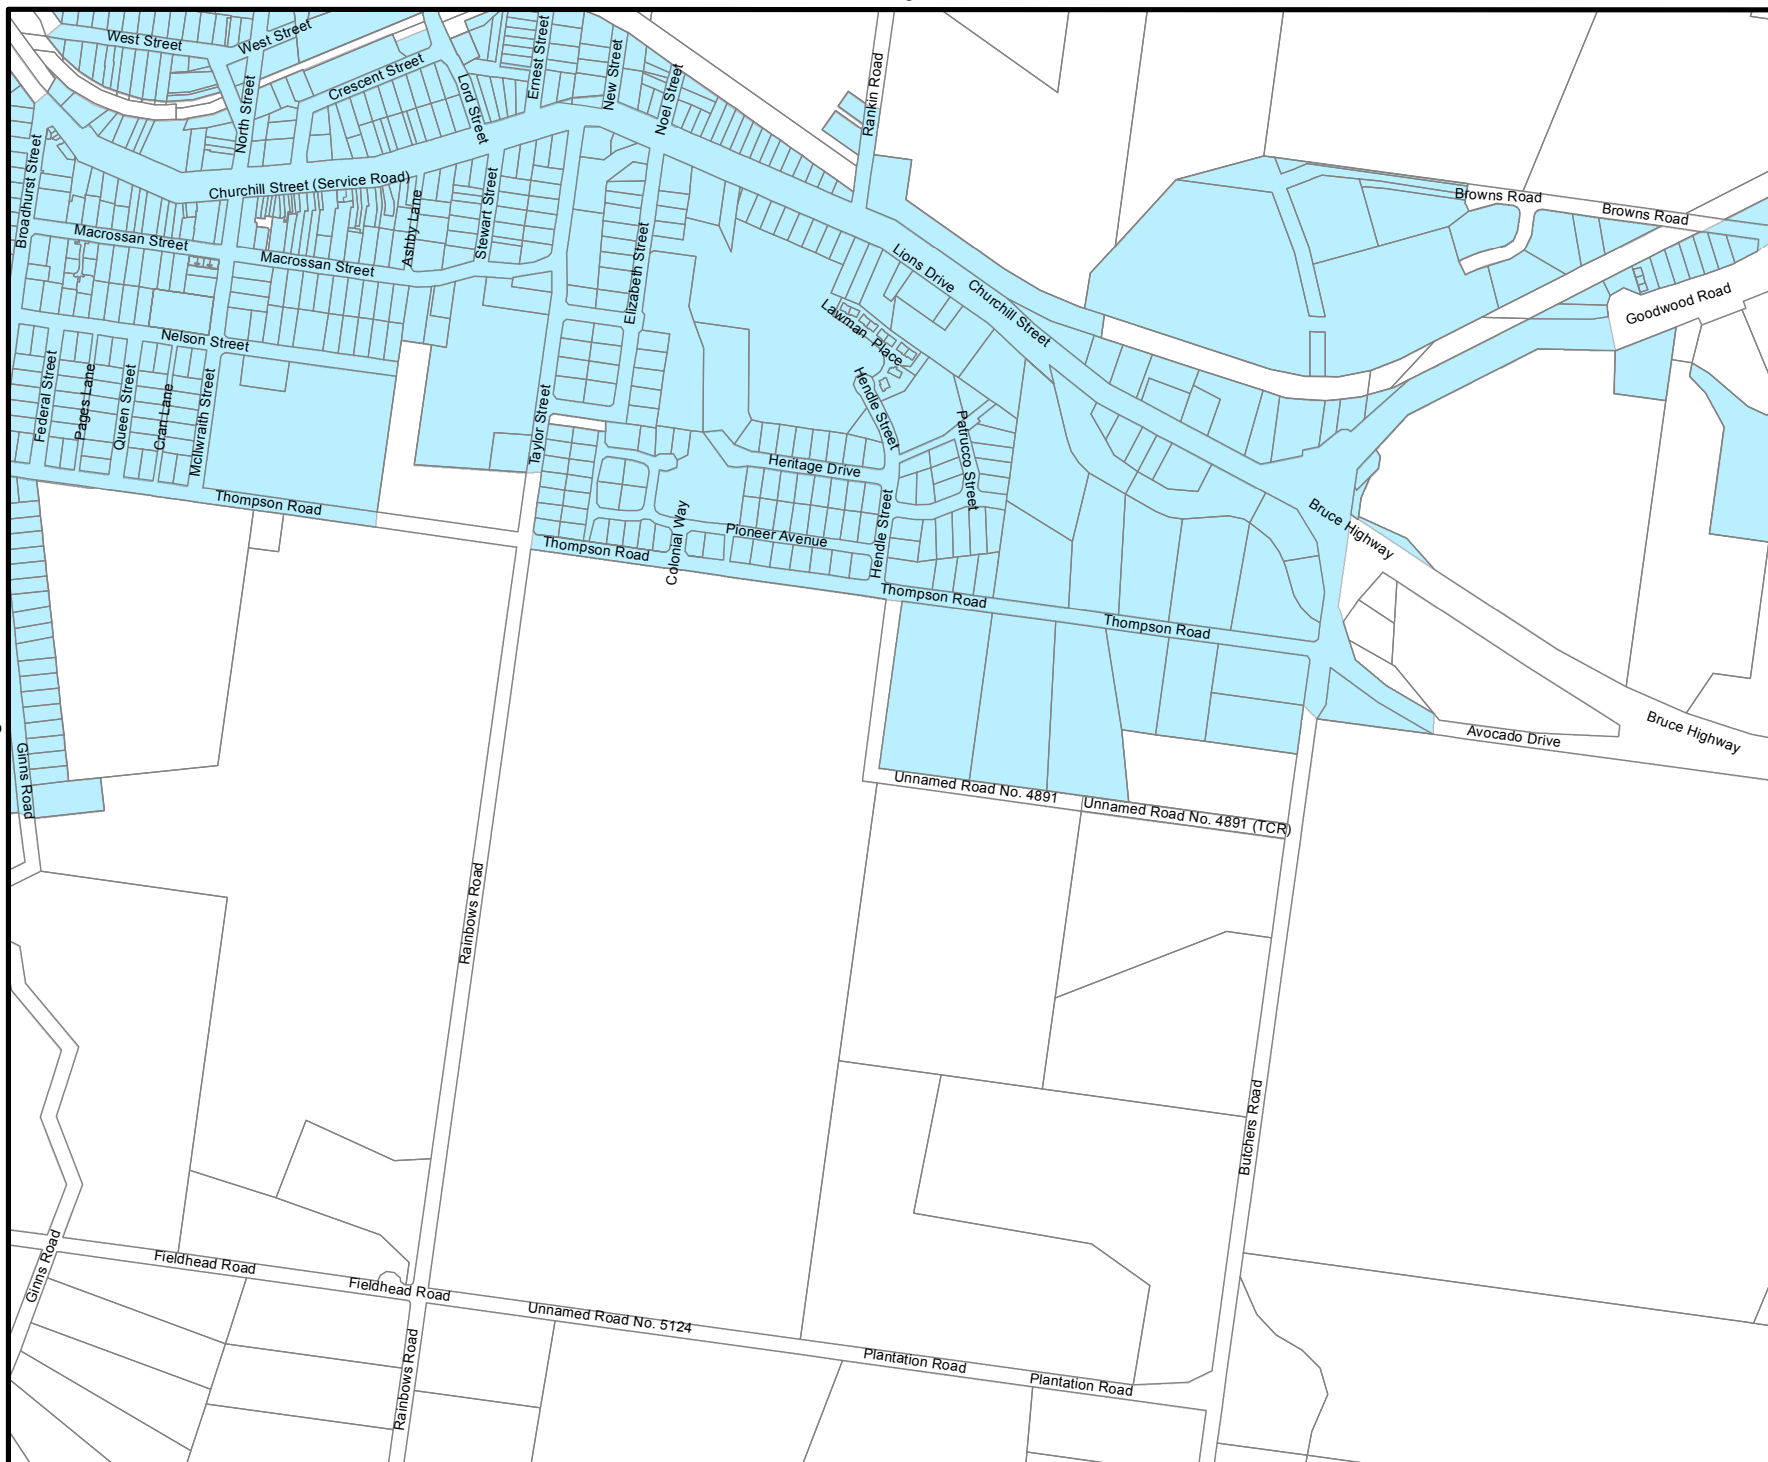 West Street
West Street
Crescent Street
Lord Street
Ernest Street
New Street
Noel Street
Rankin Road
North Street
Broadhurst Street
Churchill Street (Service Road)
Ashby Lane
Stewart Street
Macrossan Street
Macrossan Street
Elizabeth Street
Lions Drive
Churchill Street
Lawman Place
Browns Road
Browns Road
Goodwood Road
Nelson Street
Federal Street
Pages Lane
Queen Street
Cran Lane
McIlwraith Street
Taylor Street
Hendle Street
Patrucco Street
Heritage Drive
Thompson Road
Pioneer Avenue
Colonial Way
Hendle Street
Thompson Road
Thompson Road
Thompson Road
Bruce Highway
Bruce Highway
Avocado Drive
Ginns Road
Unnamed Road No. 4891
Unnamed Road No. 4891 (TCR)
Rainbows Road
Butchers Road
Ginns Road
Fieldhead Road
Fieldhead Road
Unnamed Road No. 5124
Rainbows Road
Plantation Road
Plantation Road